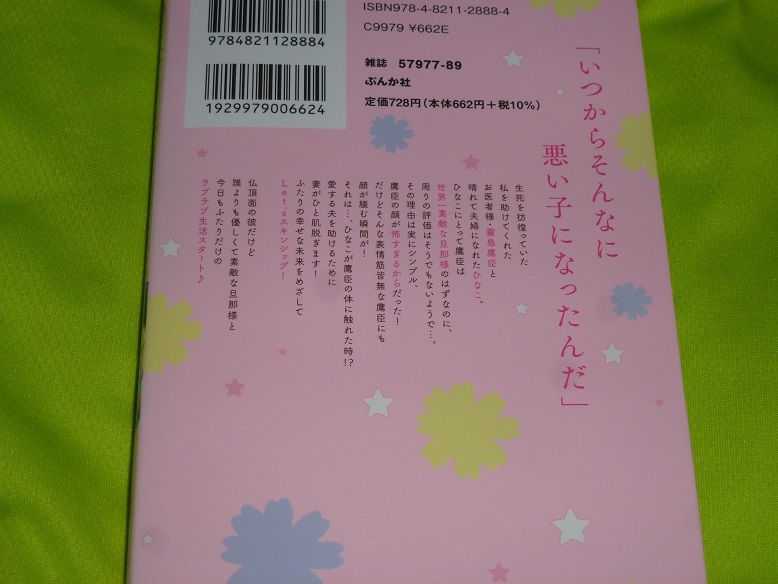 ISBN978-4-8211-2888-4
C9979 ¥662E
9784821128884
雑誌 57977-89
ぶんか社
定価728円(本体662円+税10%)
1929979006624
「いつからそんなに
悪い子になったんだ」
生死を彷徨っていた
私を助けてくれた
お医者様・霧島鷹臣と
晴れて夫婦になれたひなこ。
ひなこにとって鷹臣は
世界一素敵な旦那様のはずなのに、
周りの評価はそうでもないようで…。
その理由は実にシンプル、
鷹臣の顔が怖すぎるからだった!
だけどそんな表情筋皆無な鷹臣にも
顔が緩む瞬間が!
それは…、ひなこが鷹臣の体に触れた時!?
愛する夫を助けるために
妻がひと肌脱ぎます!
ふたりの幸せな未来をめざして
Let'sスキンシップ!
仏頂面の彼だけど
誰よりも優しくて素敵な旦那様と
今日もふたりだけの
ラブラブ生活スタート♪